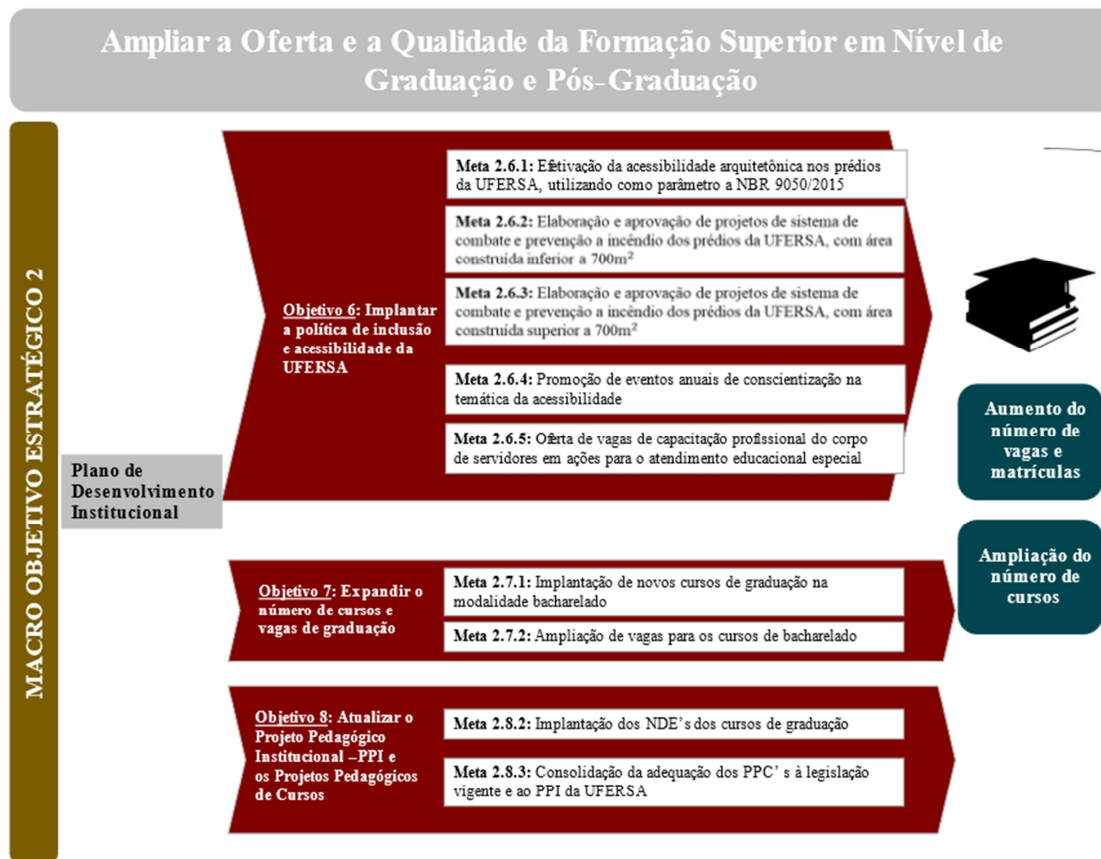 Ampliar a Oferta e a Qualidade da Formação Superior em Nível de
Graduação e Pós-Graduação
MACRO OBJETIVO ESTRATÉGICO 2
Plano de
Desenvolvimento
Institucional
Objetivo 6: Implantar
a política de inclusão
e acessibilidade da
UFERSA
Meta 2.6.1: Efetivação da acessibilidade arquitetônica nos prédios
da UFERSA, utilizando como parâmetro a NBR 9050/2015
Meta 2.6.2: Elaboração e aprovação de projetos de sistema de
combate e prevenção a incêndio dos prédios da UFERSA, com área
construída inferior a 700m²
Meta 2.6.3: Elaboração e aprovação de projetos de sistema de
combate e prevenção a incêndio dos prédios da UFERSA, com área
construída superior a 700m²
Meta 2.6.4: Promoção de eventos anuais de conscientização na
temática da acessibilidade
Meta 2.6.5: Oferta de vagas de capacitação profissional do corpo
de servidores em ações para o atendimento educacional especial
Objetivo 7: Expandir o
número de cursos e
vagas de graduação
Meta 2.7.1: Implantação de novos cursos de graduação na
modalidade bacharelado
Meta 2.7.2: Ampliação de vagas para os cursos de bacharelado
Objetivo 8: Atualizar o
Projeto Pedagógico
Institucional –PPI e
os Projetos Pedagógicos
de Cursos
Meta 2.8.2: Implantação dos NDE’s dos cursos de graduação
Meta 2.8.3: Consolidação da adequação dos PPC’ s à legislação
vigente e ao PPI da UFERSA
Aumento do
número de
vagas e
matrículas
Ampliação do
número de
cursos